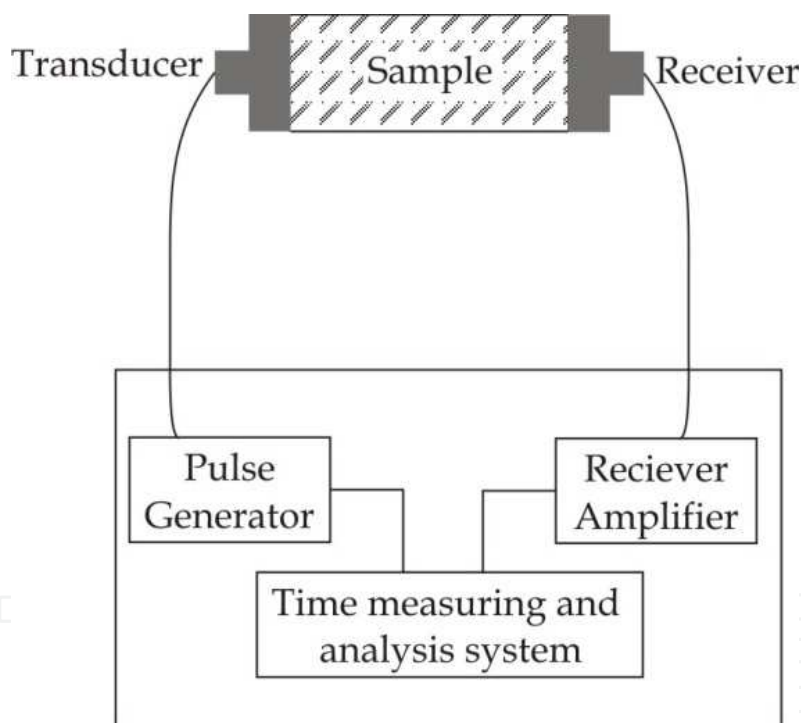 Transducer
Sample
Receiver
Pulse
Generator
Reciever
Amplifier
Time measuring and
analysis system